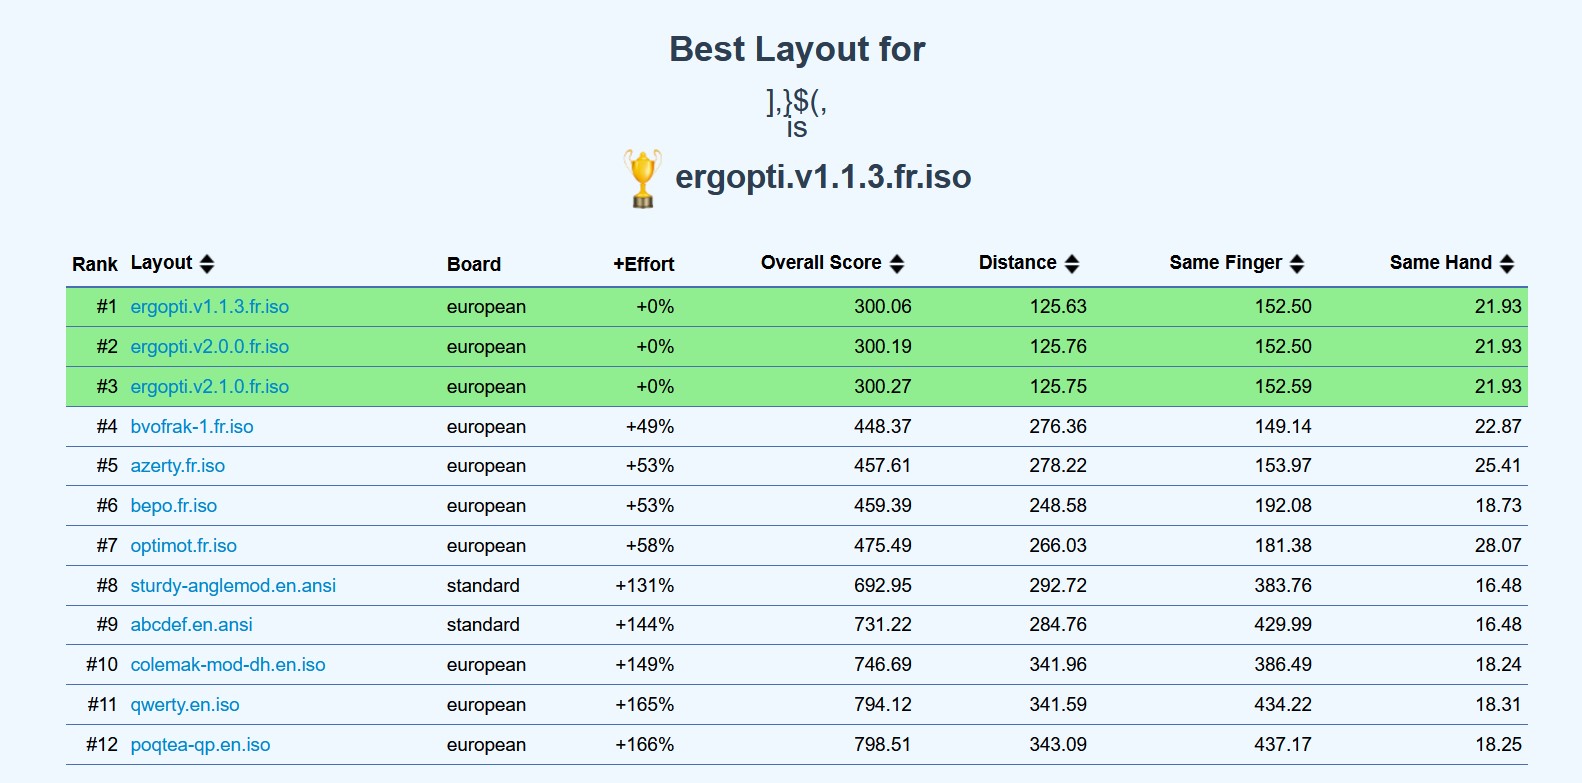 Best Layout for
],}$(,
is
ergopti.v1.1.3.fr.iso
Rank Layout Board +Effort Overall Score Distance Same Finger Same Hand
#1 ergopti.v1.1.3.fr.iso european +0% 300.06 125.63 152.50 21.93
#2 ergopti.v2.0.0.fr.iso european +0% 300.19 125.76 152.50 21.93
#3 ergopti.v2.1.0.fr.iso european +0% 300.27 125.75 152.59 21.93
#4 bvofrak-1.fr.iso european +49% 448.37 276.36 149.14 22.87
#5 azerty.fr.iso european +53% 457.61 278.22 153.97 25.41
#6 bepo.fr.iso european +53% 459.39 248.58 192.08 18.73
#7 optimot.fr.iso european +58% 475.49 266.03 181.38 28.07
#8 sturdy-anglemod.en.ansi standard +131% 692.95 292.72 383.76 16.48
#9 abcdef.en.ansi standard +144% 731.22 284.76 429.99 16.48
#10 colemak-mod-dh.en.iso european +149% 746.69 341.96 386.49 18.24
#11 qwerty.en.iso european +165% 794.12 341.59 434.22 18.31
#12 poqtea-qp.en.iso european +166% 798.51 343.09 437.17 18.25